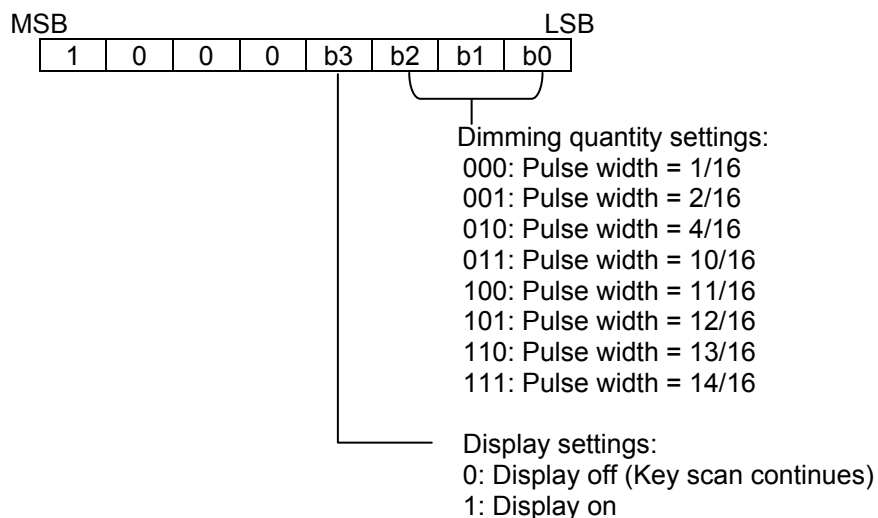 MSB LSB
1 0 0 0 b3 b2 b1 b0
Dimming quantity settings:
000: Pulse width = 1/16
001: Pulse width = 2/16
010: Pulse width = 4/16
011: Pulse width = 10/16
100: Pulse width = 11/16
101: Pulse width = 12/16
110: Pulse width = 13/16
111: Pulse width = 14/16
Display settings:
0: Display off (Key scan continues)
1: Display on